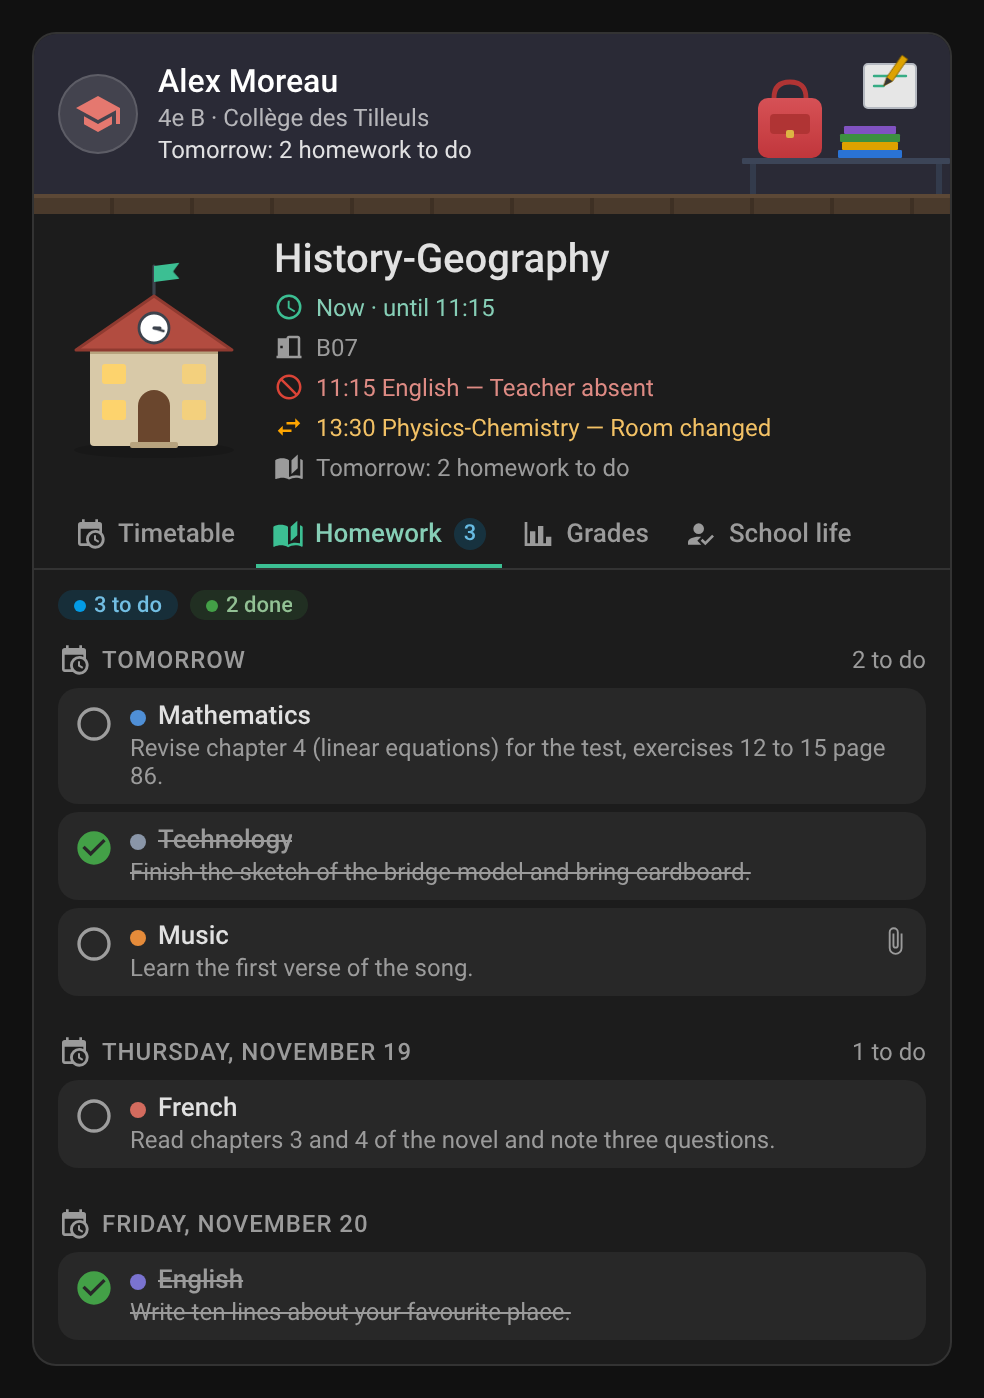 Alex Moreau
4e B · Collège des Tilleuls
Tomorrow: 2 homework to do
History-Geography
Now · until 11:15
B07
11:15 English — Teacher absent
13:30 Physics-Chemistry — Room changed
Tomorrow: 2 homework to do
Timetable Homework 3 Grades School life
3 to do 2 done
TOMORROW 2 to do
Mathematics
Revise chapter 4 (linear equations) for the test, exercises 12 to 15 page
86.
Technology
Finish the sketch of the bridge model and bring cardboard.
Music
Learn the first verse of the song.
THURSDAY, NOVEMBER 19 1 to do
French
Read chapters 3 and 4 of the novel and note three questions.
FRIDAY, NOVEMBER 20
English
Write ten lines about your favourite place.